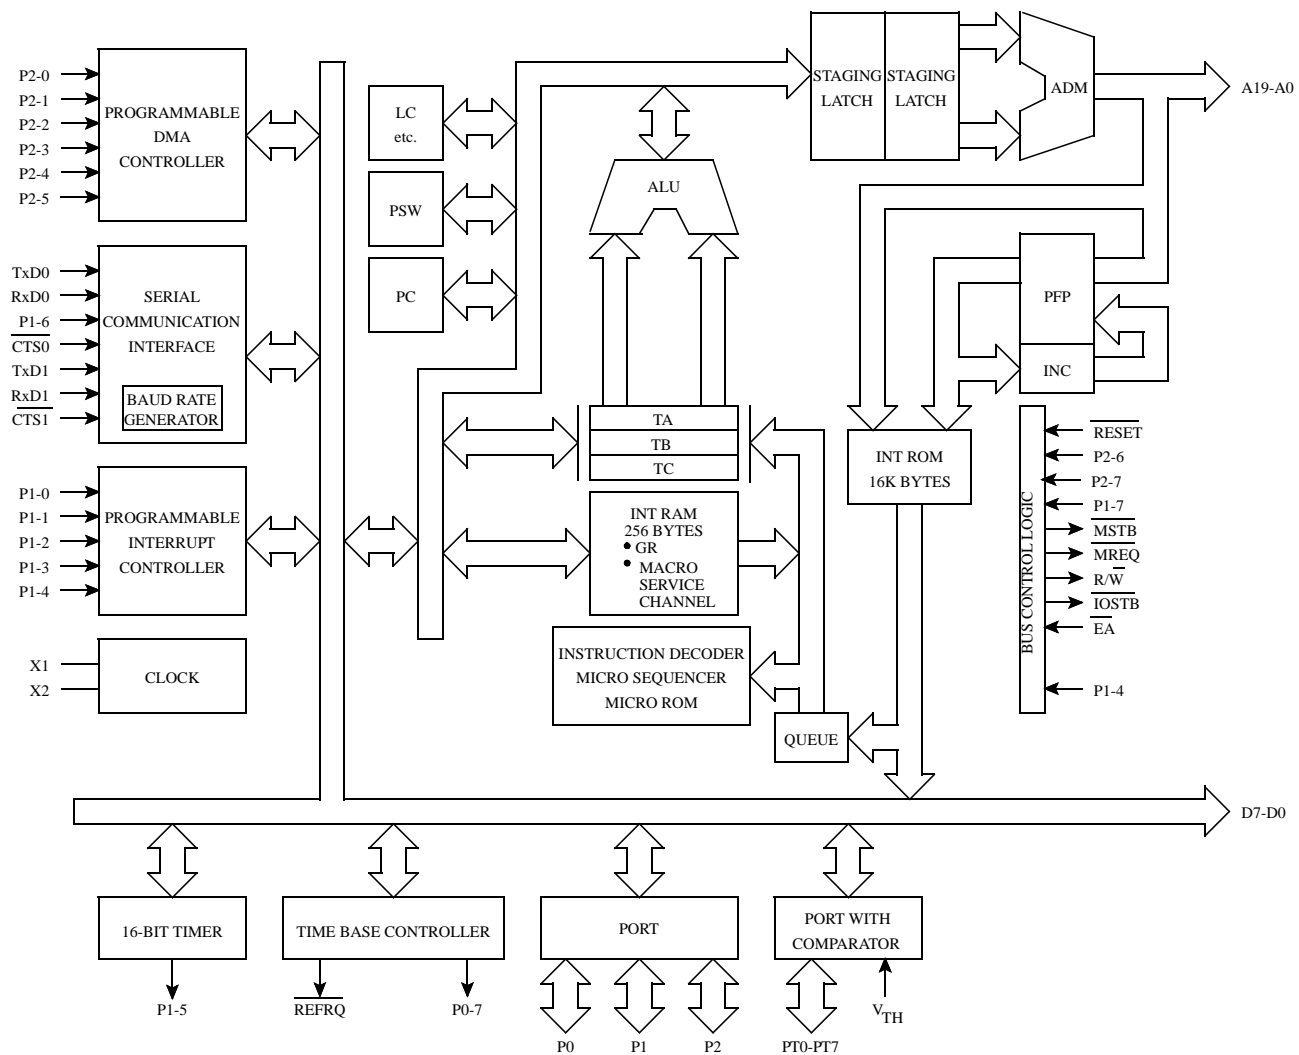 P2-0
P2-1
P2-2
P2-3
P2-4
P2-5
PROGRAMMABLE
DMA
CONTROLLER
TxD0
RxD0
P1-6
CTS0
TxD1
RxD1
CTS1
SERIAL
COMMUNICATION
INTERFACE
BAUD RATE
GENERATOR
P1-0
P1-1
P1-2
P1-3
P1-4
PROGRAMMABLE
INTERRUPT
CONTROLLER
X1
X2
CLOCK
LC
etc.
PSW
PC
STAGING
LATCH
STAGING
LATCH
ADM
A19-A0
ALU
PFP
INC
TA
TB
TC
INT RAM
256 BYTES
• GR
• MACRO
SERVICE
CHANNEL
INT ROM
16K BYTES
INSTRUCTION DECODER
MICRO SEQUENCER
MICRO ROM
QUEUE
BUS CONTROL LOGIC
RESET
P2-6
P2-7
P1-7
MSTB
MREQ
R/W
IOSTB
EA
P1-4
D7-D0
16-BIT TIMER
P1-5
TIME BASE CONTROLLER
REFRQ
P0-7
PORT
P0
P1
P2
PORT WITH
COMPARATOR
PT0-PT7
VTH